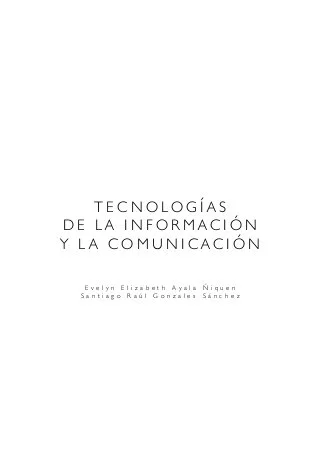 TECNOLOGÍAS
DE LA INFORMACIÓN
Y LA COMUNICACIÓN
Evelyn Elizabeth Ayala Ñiquen
Santiago Raúl Gonzales Sánchez